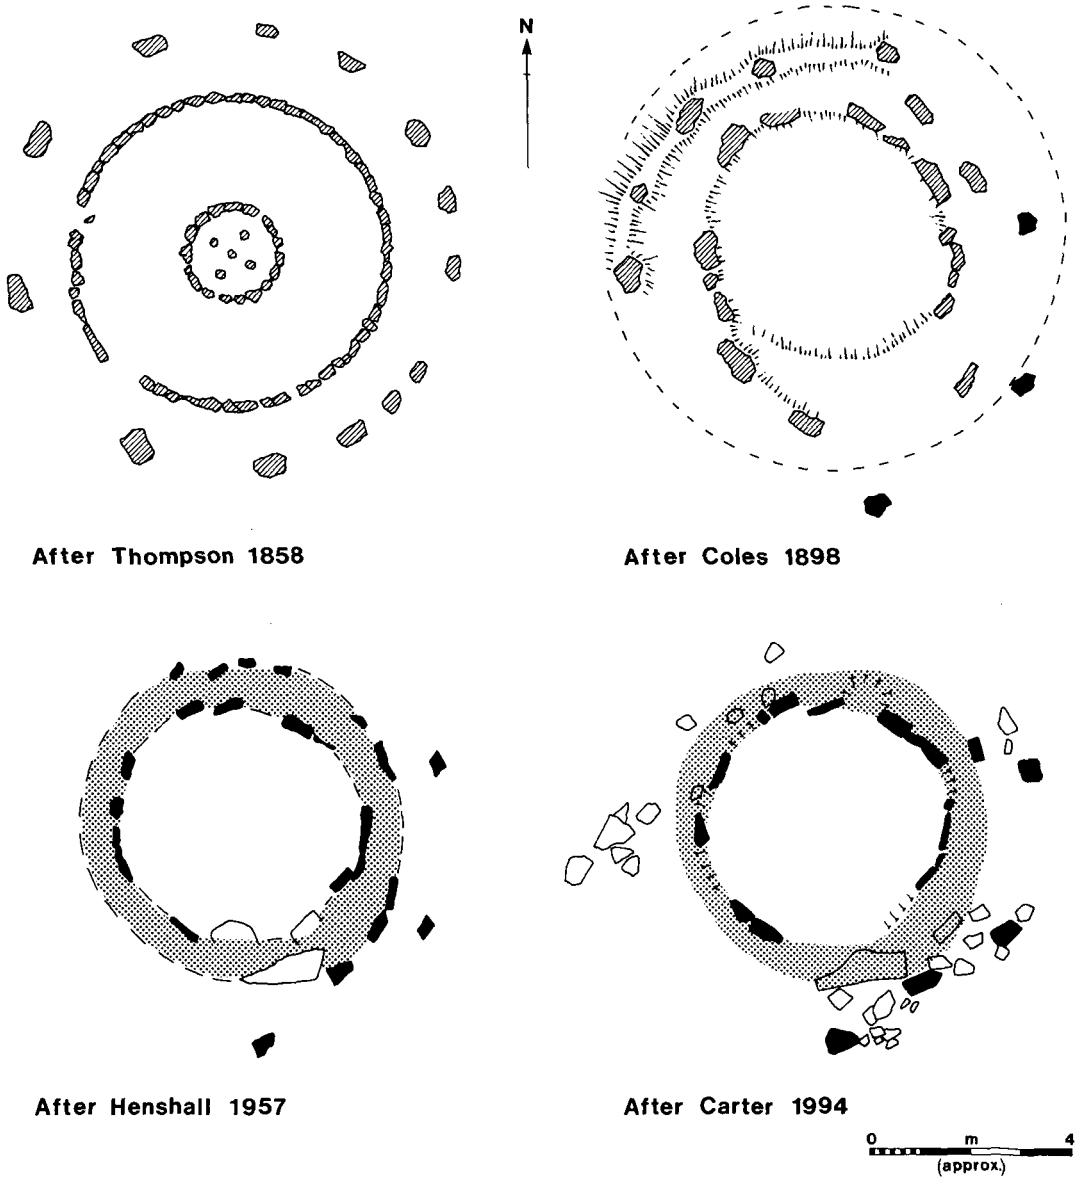 N
After Thompson 1858
After Coles 1898
After Henshall 1957
After Carter 1994
0 m 4
(approx.)